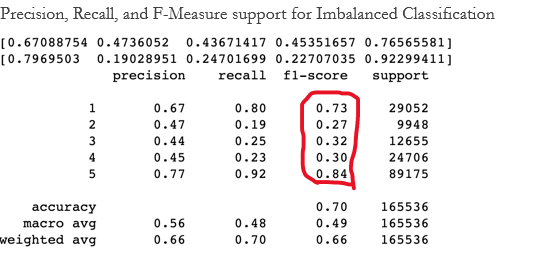 Precision, Recall, and F-Measure support for Imbalanced Classification
[0.67088754 0.4736052 0.43671417 0.45351657 0.76565581]
[0.7969503 0.19028951 0.24701699 0.22707035 0.92299411]
precision recall f1-score support
1 0.67 0.80 0.73 29052
2 0.47 0.19 0.27 9948
3 0.44 0.25 0.32 12655
4 0.45 0.23 0.30 24706
5 0.77 0.92 0.84 89175
accuracy 0.70 165536
macro avg 0.56 0.48 0.49 165536
weighted avg 0.66 0.70 0.66 165536